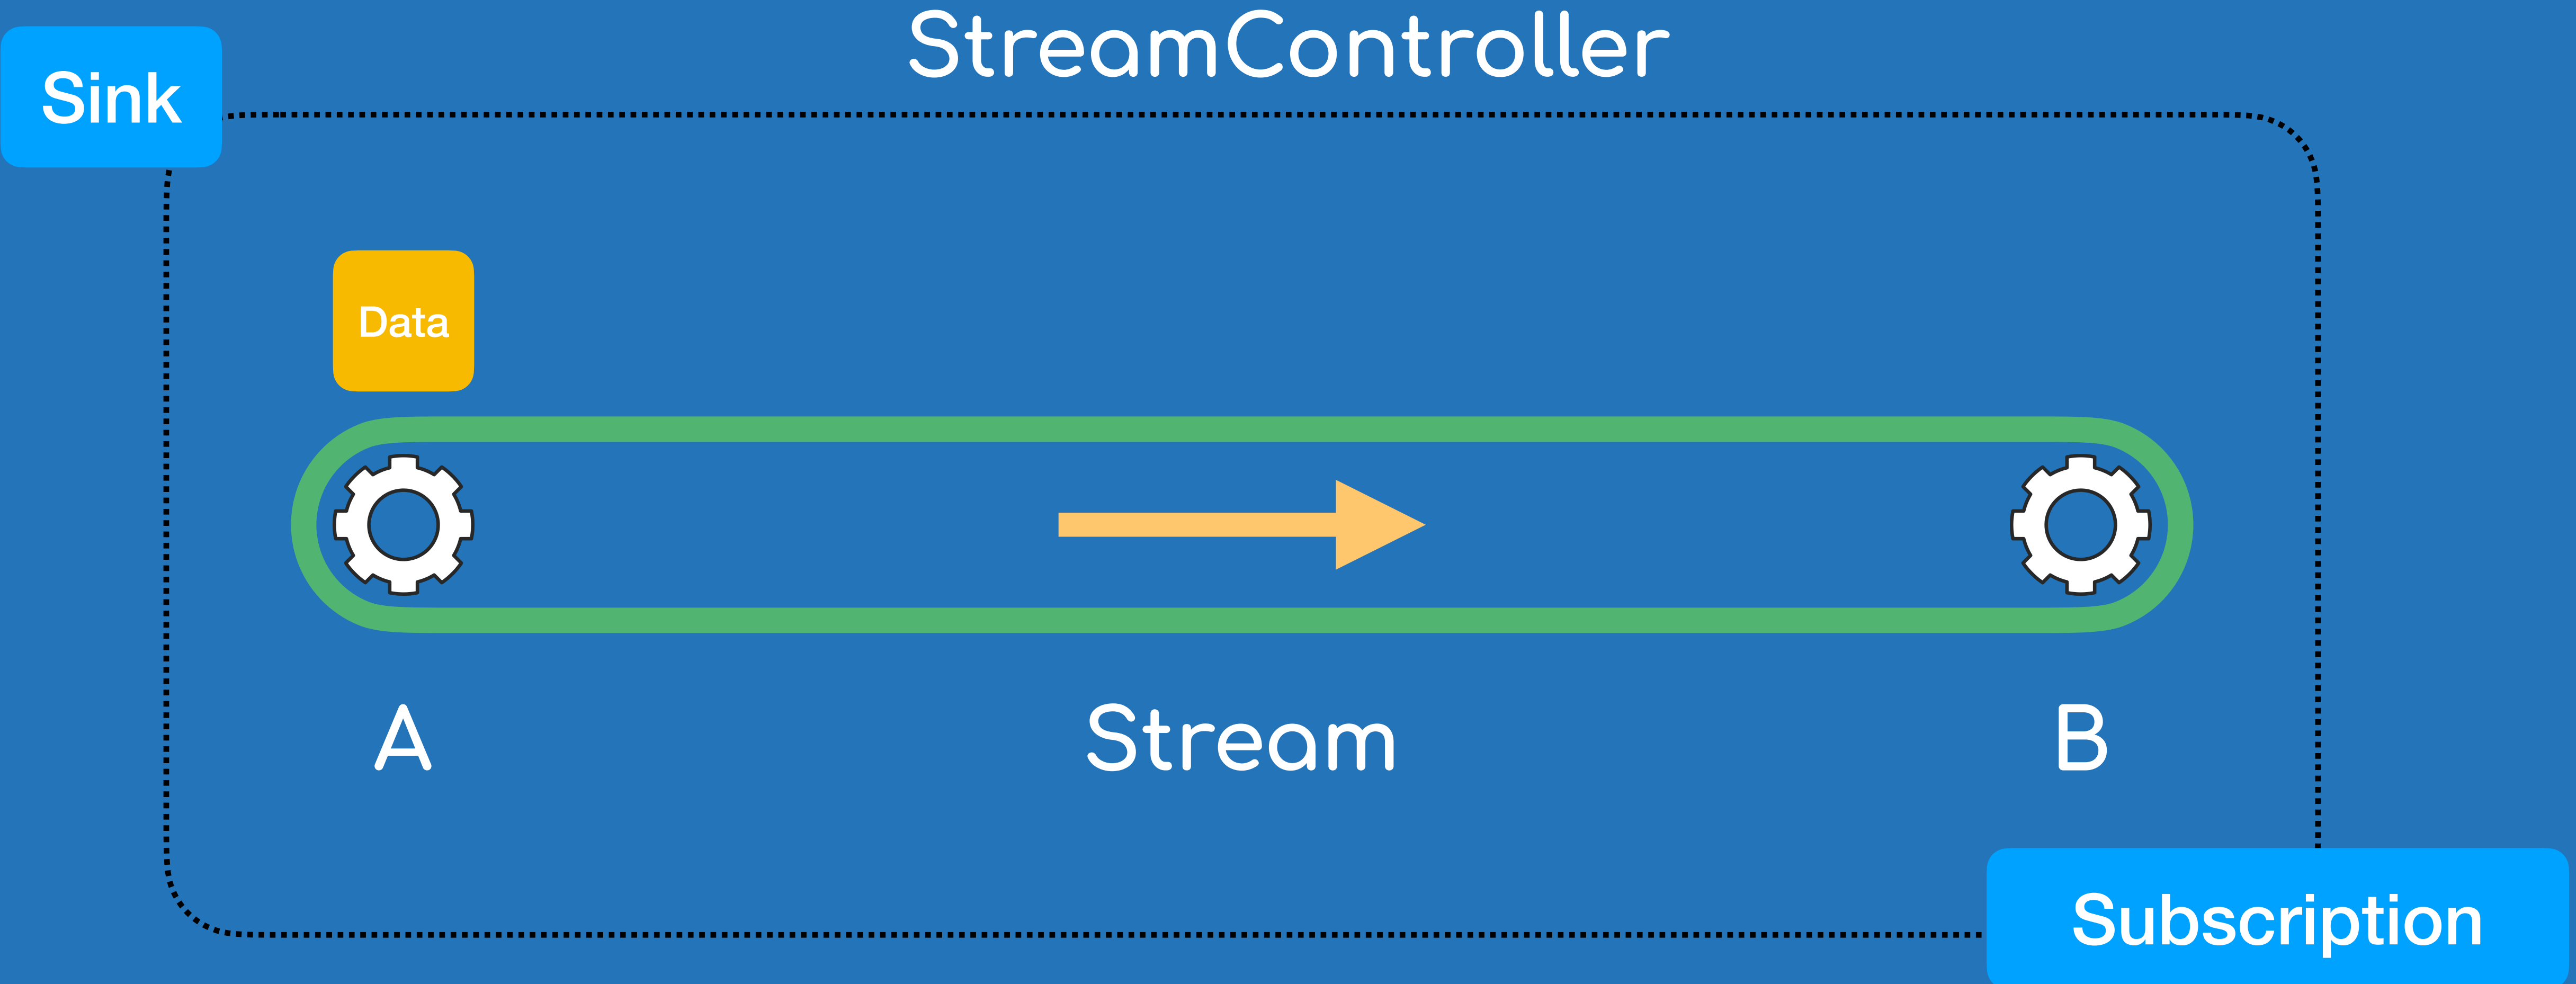 StreamController
Sink
Data
A
Stream
B
Subscription